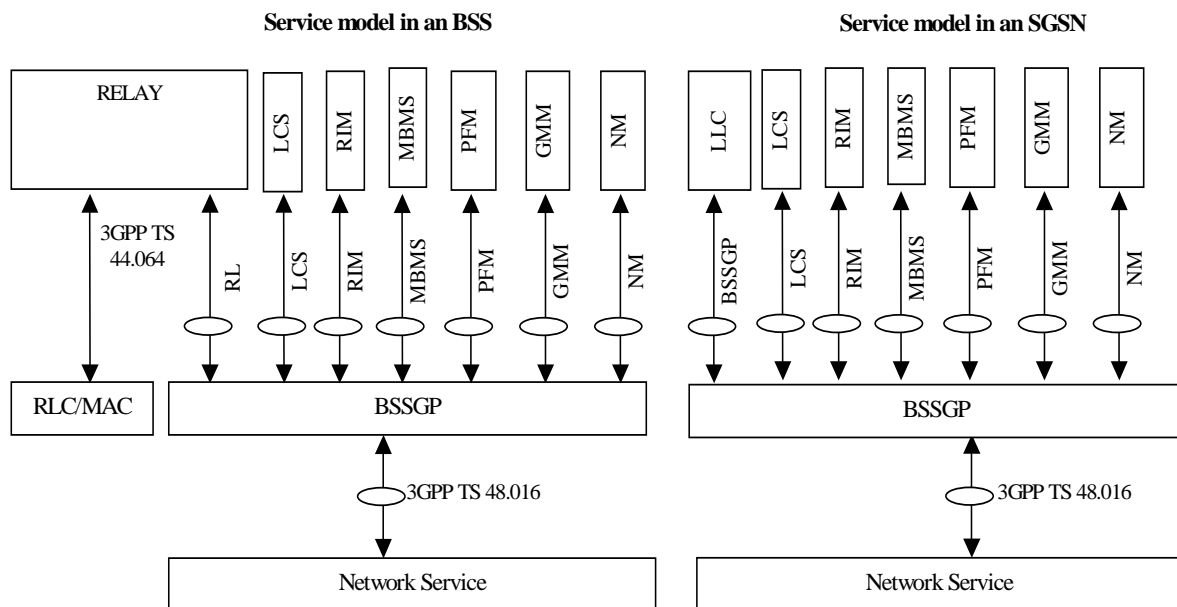 Service model in an BSS
Service model in an SGSN
RELAY
LCS
RIM
MBMS
PFM
GMM
NM
LLC
LCS
RIM
MBMS
PFM
GMM
NM
3GPP TS
44.064
RL
LCS
RIM
MBMS
PFM
GMM
NM
BSSGP
LCS
RIM
MBMS
PFM
GMM
NM
RLC/MAC
BSSGP
BSSGP
3GPP TS 48.016
3GPP TS 48.016
Network Service
Network Service